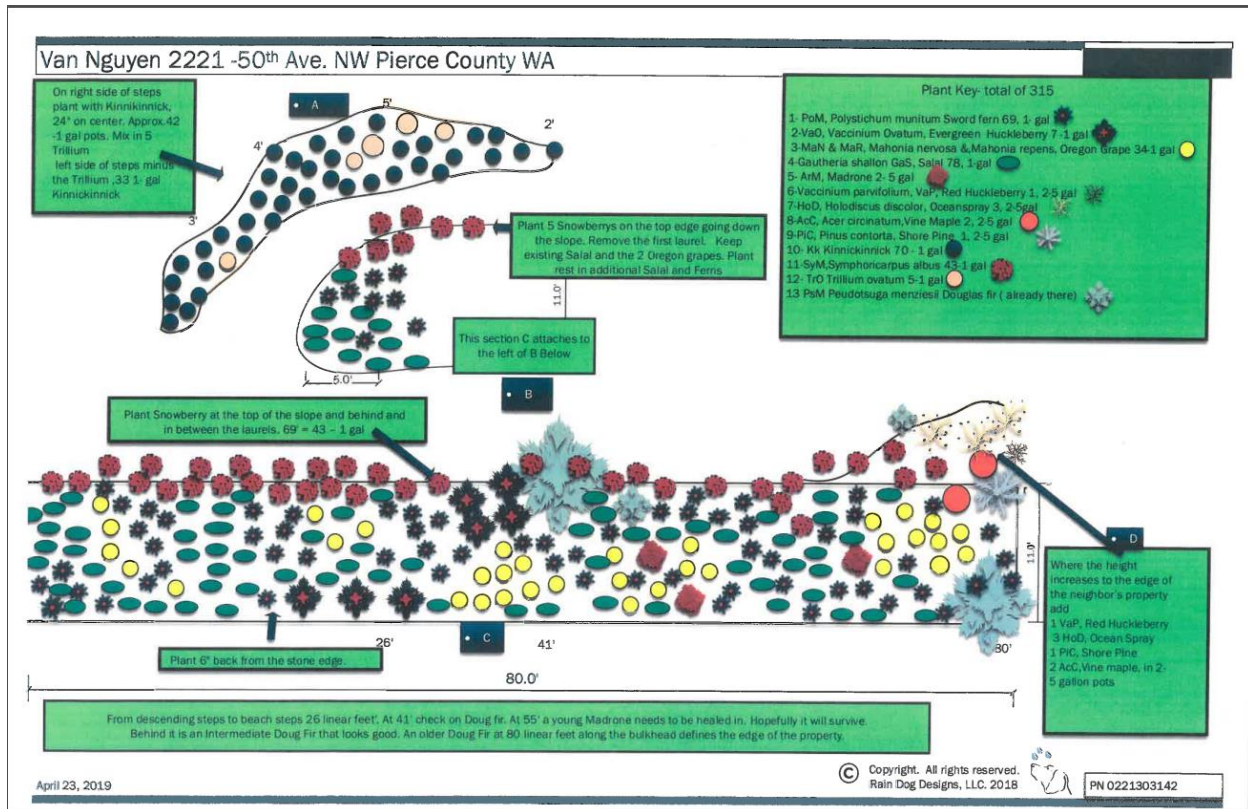 Van Nguyen 2221 -50th Ave. NW Pierce County WA
On right side of steps
plant with Kinnikinnick,
24" on center. Approx.42
-1 gal pots. Mix in 5
Trillium
left side of steps minus
the Trillium ,33 1- gal
Kinnickinnick
• A
5'
4'
3'
2'
Plant Key- total of 315
1- PoM, Polystichum munitum Sword fern 69, 1- gal
2-VaO, Vaccinium Ovatum, Evergreen Huckleberry 7 -1 gal
3-MaN & MaR, Mahonia nervosa &,Mahonia repens, Oregon Grape 34-1 gal
4-Gautheria shallon GaS, Salal 78, 1-gal
5- ArM, Madrone 2- 5 gal
6-Vaccinium parvifolium, VaP, Red Huckleberry 1, 2-5 gal
7-HoD, Holodiscus discolor, Oceanspray 3, 2-5gal
8-AcC, Acer circinatum,Vine Maple 2, 2-5 gal
9-PiC, Pinus contorta, Shore Pine 1, 2-5 gal
10- Kk Kinnickinnick 70 - 1 gal
11-SyM,Symphoricarpus albus 43-1 gal
12- TrO Trillium ovatum 5-1 gal
13 PsM Peudotsuga menziesii Douglas fir ( already there)
Plant 5 Snowberrys on the top edge going down
the slope. Remove the first laurel. Keep
existing Salal and the 2 Oregon grapes. Plant
rest in additional Salal and Ferns
11.0'
This section C attaches to
the left of B Below
5.0'
• B
Plant Snowberry at the top of the slope and behind and
in between the laurels. 69' = 43 – 1 gal
11.0'
• D
Where the height
increases to the edge of
the neighbor's property
add
1 VaP, Red Huckleberry
3 HoD, Ocean Spray
1 PiC, Shore Pine
2 AcC,Vine maple, in 2-
5 gallon pots
26'
• C
41'
80'
Plant 6" back from the stone edge.
80.0'
From descending steps to beach steps 26 linear feet'. At 41' check on Doug fir. At 55' a young Madrone needs to be healed in. Hopefully it will survive.
Behind it is an Intermediate Doug Fir that looks good. An older Doug Fir at 80 linear feet along the bulkhead defines the edge of the property.
April 23, 2019
© Copyright. All rights reserved.
Rain Dog Designs, LLC. 2018
PN 0221303142